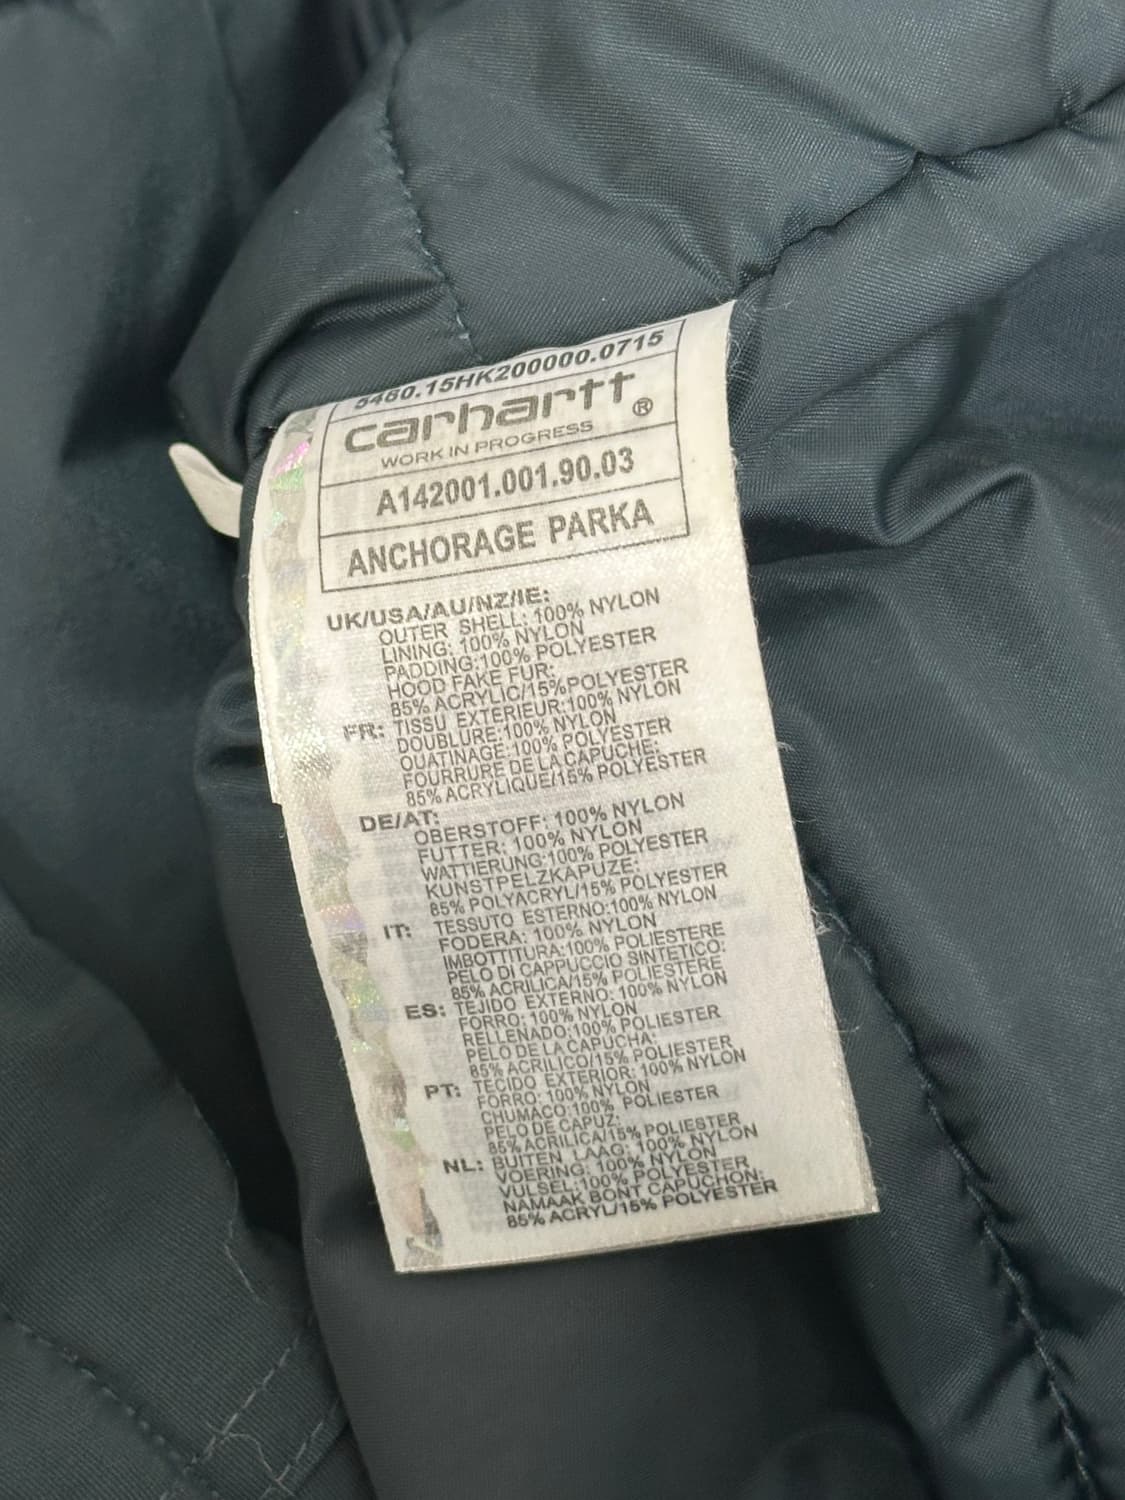 5460.15HK200000.0715
carhartt®
WORK IN PROGRESS
A142001.001.90.03
ANCHORAGE PARKA
UK/USA/AU/NZ/IE:
OUTER SHELL: 100% NYLON
LINING: 100% NYLON
PADDING:100% POLYESTER
HOOD FAKE FUR:
85% ACRYLIC/15%POLYESTER
FR: TISSU EXTERIEUR:100% NYLON
DOUBLURE:100% NYLON
OUATINAGE:100% POLYESTER
FOURRURE DE LA CAPUCHE:
85% ACRYLIQUE/15% POLYESTER
DE/AT:
OBERSTOFF: 100% NYLON
FUTTER: 100% NYLON
WATTIERUNG:100% POLYESTER
KUNSTPELZKAPUZE:
85% POLYACRYL/15% POLYESTER
IT: TESSUTO ESTERNO:100% NYLON
FODERA: 100% NYLON
IMBOTTITURA:100% POLIESTERE
PELO DI CAPPUCCIO SINTETICO:
85% ACRILICA/15% POLIESTERE
ES: TEJIDO EXTERNO: 100% NYLON
FORRO: 100% NYLON
RELLENADO:100% POLIESTER
PELO DE LA CAPUCHA:
85% ACRILICO/15% POLIESTER
PT: TECIDO EXTERIOR: 100% NYLON
FORRO: 100% NYLON
CHUMACO:100% POLIESTER
PELO DE CAPUZ:
85% ACRILICA/15% POLIESTER
NL: BUITEN LAAG: 100% NYLON
VOERING: 100% NYLON
VULSEL:100% POLYESTER
NAMAAK BONT CAPUCHON:
85% ACRYL/15% POLYESTER